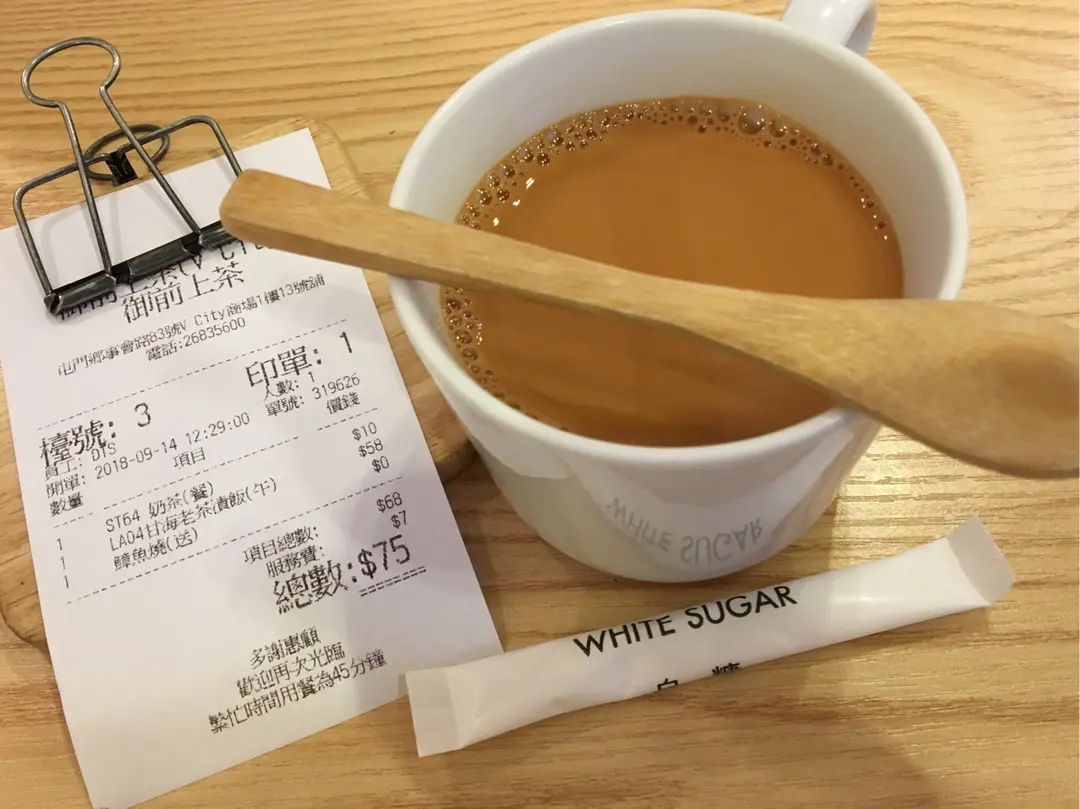 御前上茶
屯門鄉事會路83號V City商場1樓13號舖
電話:26835600
印單: 1
檯號: 3
人數: 1
員工: DTS
單號: 319626
開單: 2018-09-14 12:29:00
數量 項目 價錢
1 ST64 奶茶(餐) $10
1 LA04甘海老茶漬飯(午) $58
1 鱆魚燒(送) $0
項目總數: $68
服務費: $7
總數:$75
多謝惠顧
歡迎再次光臨
繁忙時間用餐為45分鐘
WHITE SUGAR
白 糖
WHITE SUGAR